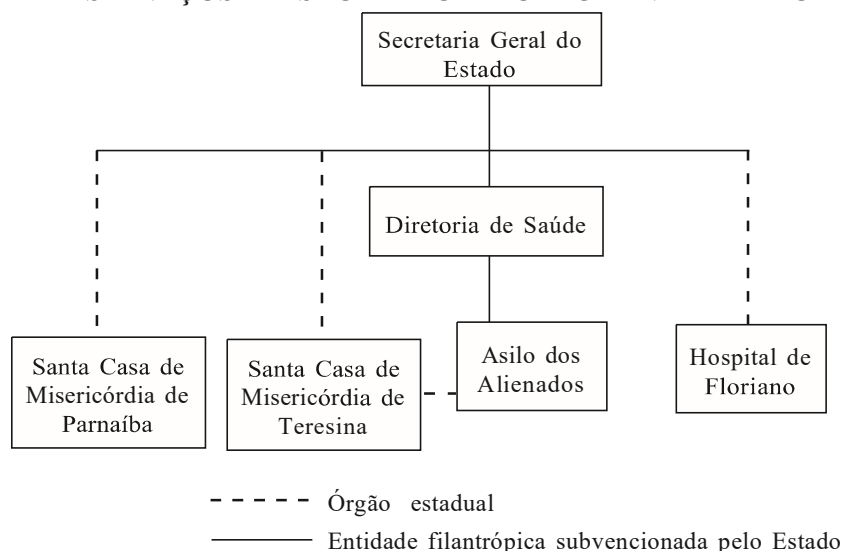 Secretaria Geral do
Estado
Diretoria de Saúde
Santa Casa de
Misericórdia de
Parnaíba
Santa Casa de
Misericórdia de
Teresina
Asilo dos
Alienados
Hospital de
Floriano
Órgão estadual
Entidade filantrópica subvencionada pelo Estado